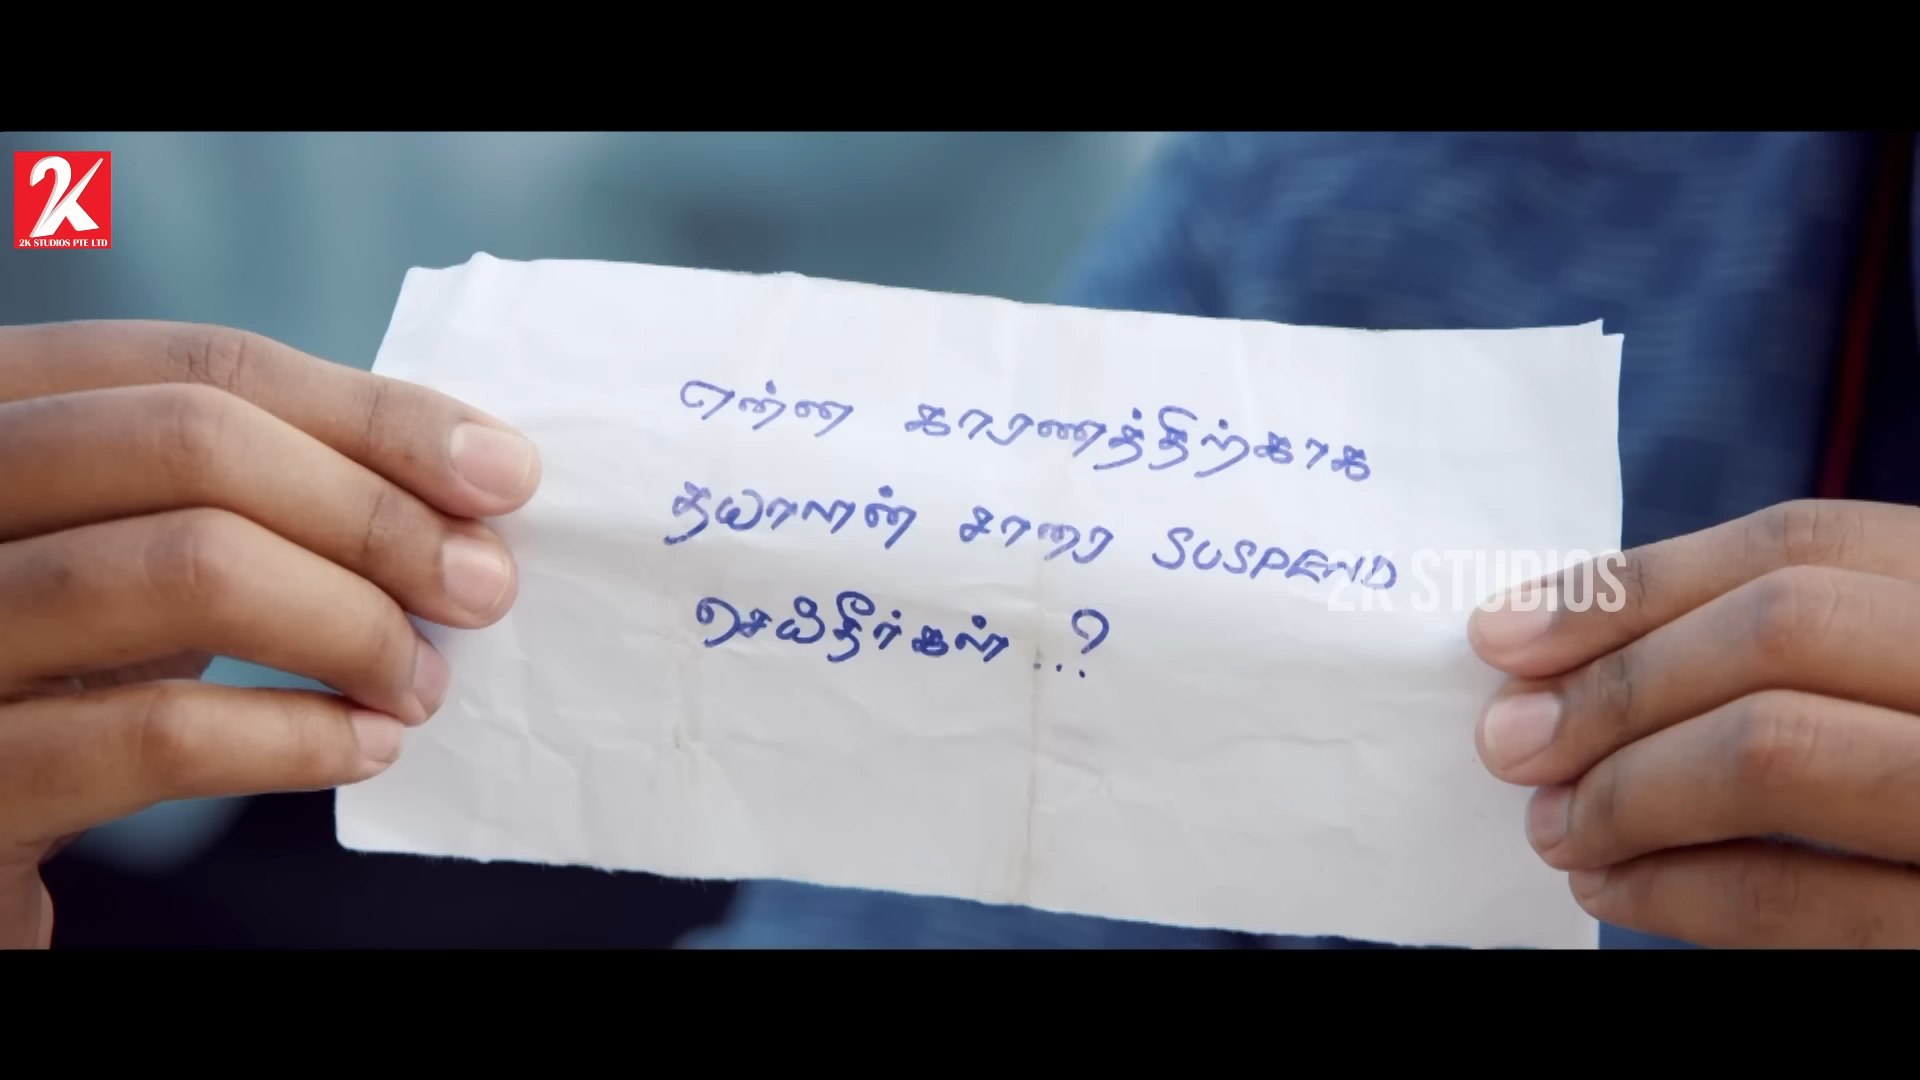 2K
2K STUDIOS PTE LTD
என்ன காரணத்திற்காக
தயாளன் சாரை SUSPEND
செய்தீர்கள்..?
2K STUDIOS